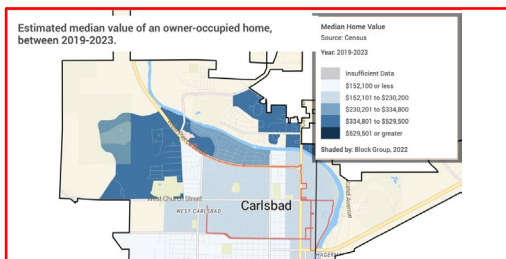 Estimated median value of an owner-occupied home,
between 2019-2023.
Median Home Value
Source: Census
Year: 2019-2023
Insufficient Data
$152,100 or less
$152,101 to $230,200
$230,201 to $334,800
$334,801 to $529,500
$529,501 or greater
Shaded by: Block Group, 2022
West Church Street
WEST CARLSBAD
Carlsbad